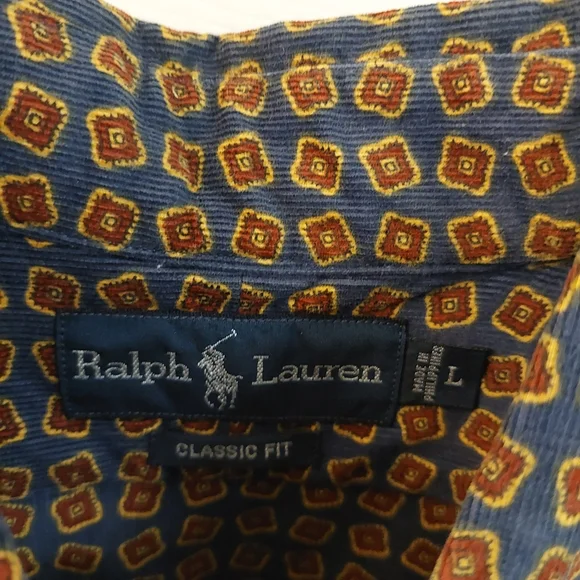 Ralph Lauren
MADE IN
PHILIPPINES
L
CLASSIC FIT